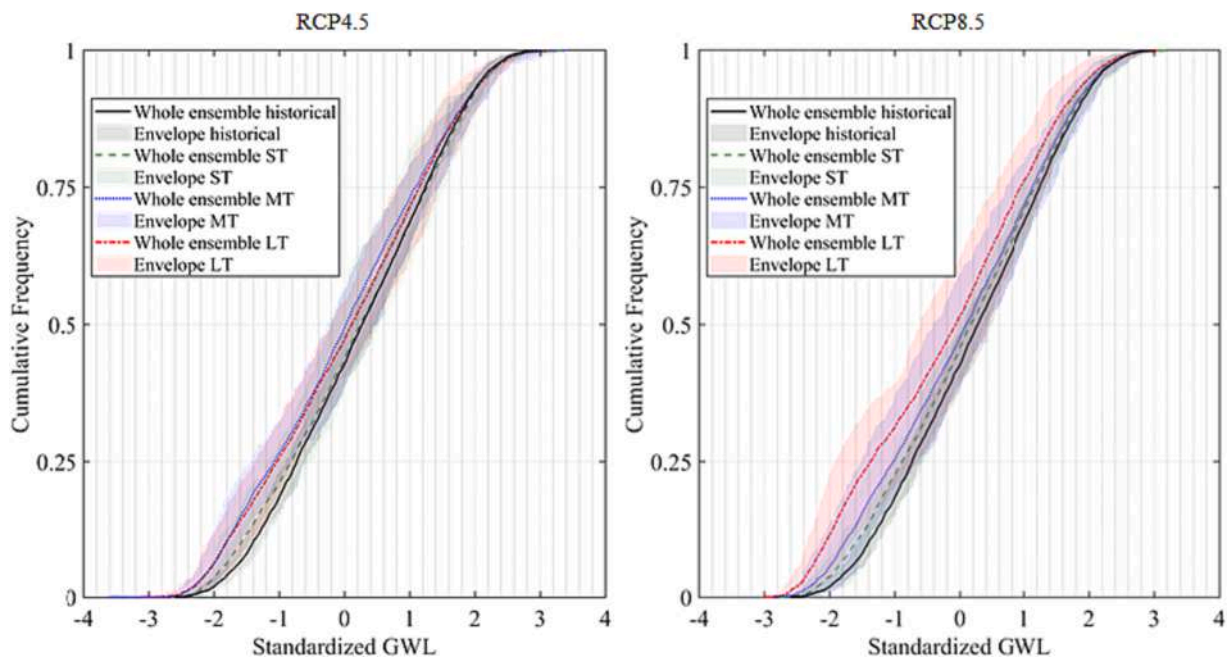 RCP4.5
1
0.75
0.5
0.25
0
Cumulative Frequency
Whole ensemble historical
Envelope historical
Whole ensemble ST
Envelope ST
Whole ensemble MT
Envelope MT
Whole ensemble LT
Envelope LT
-4 -3 -2 -1 0 1 2 3 4
Standardized GWL
RCP8.5
1
0.75
0.5
0.25
0
Cumulative Frequency
Whole ensemble historical
Envelope historical
Whole ensemble ST
Envelope ST
Whole ensemble MT
Envelope MT
Whole ensemble LT
Envelope LT
-4 -3 -2 -1 0 1 2 3 4
Standardized GWL